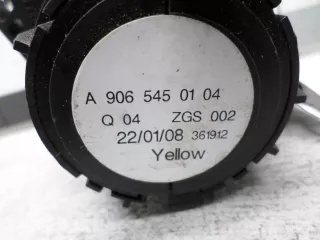 A 906 545 01 04
Q 04 ZGS 002
22/01/08 361912
Yellow